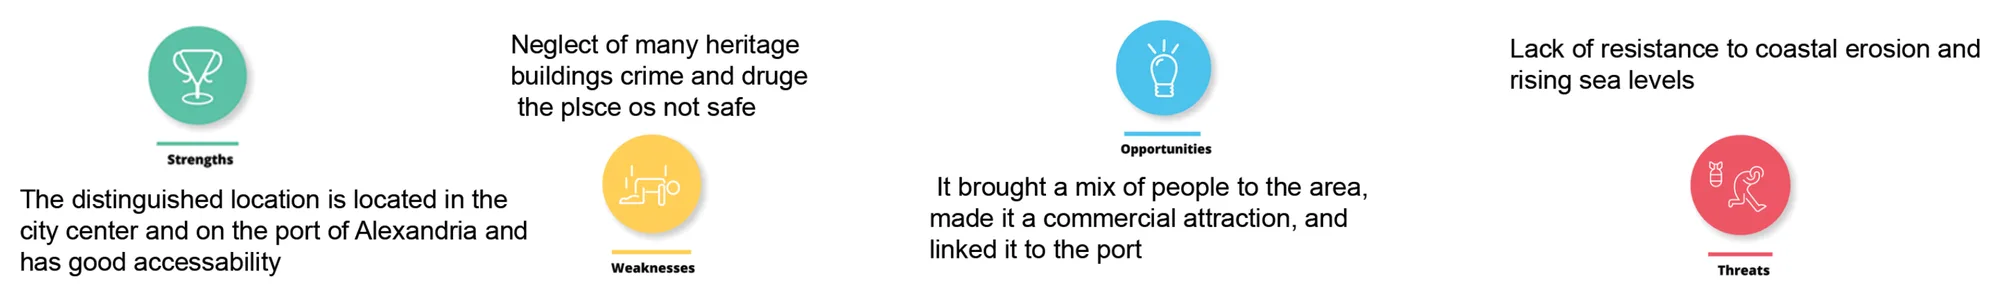 Strengths
The distinguished location is located in the
city center and on the port of Alexandria and
has good accessability
Neglect of many heritage
buildings crime and druge
the plsce os not safe
Weaknesses
Opportunities
It brought a mix of people to the area,
made it a commercial attraction, and
linked it to the port
Lack of resistance to coastal erosion and
rising sea levels
Threats